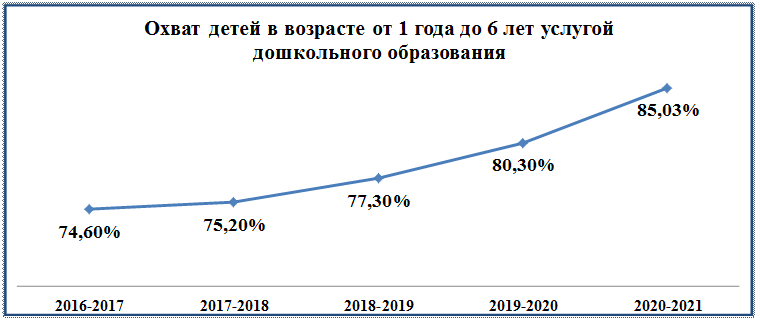 Охват детей в возрасте от 1 года до 6 лет услугой
дошкольного образования
85,03%
80,30%
77,30%
75,20%
74,60%
2016-2017 2017-2018 2018-2019 2019-2020 2020-2021